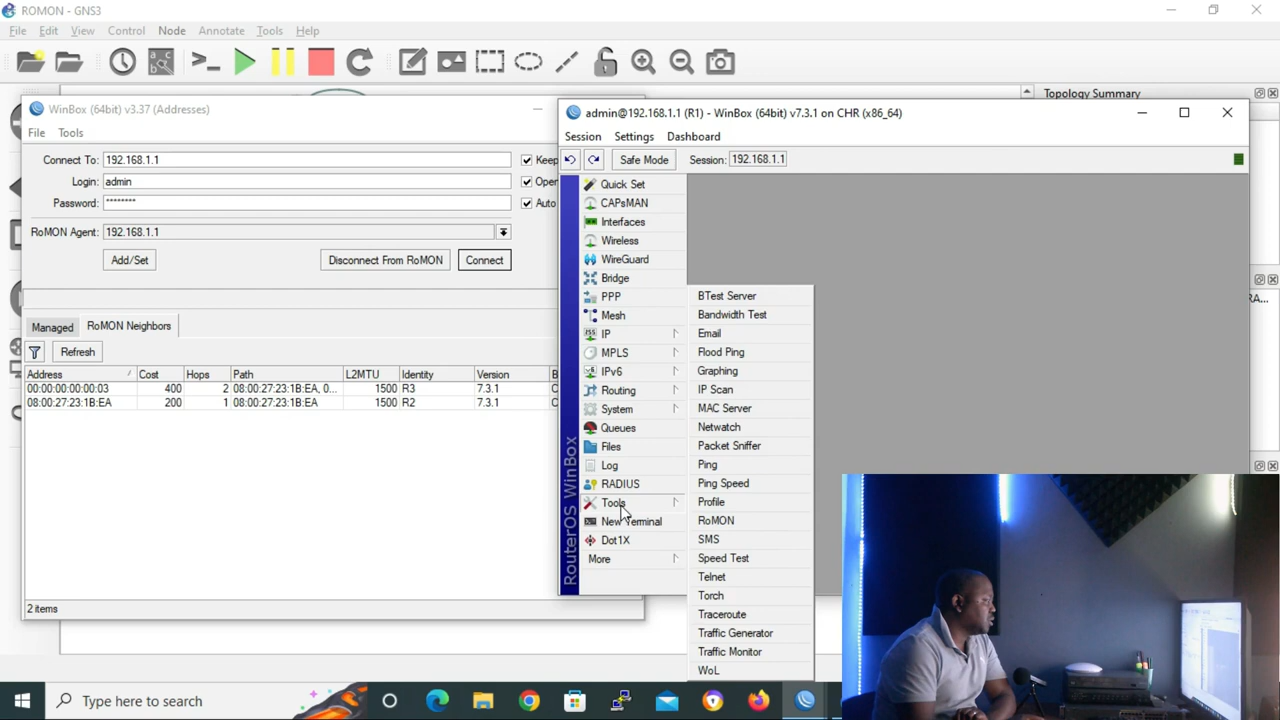 ROMON - GNS3
File Edit View Control Node Annotate Tools Help
Topology Summary
WinBox (64bit) v3.37 (Addresses)
File Tools
Connect To: 192.168.1.1
Keep
Login: admin
Open
Password: ********
Auto
RoMON Agent: 192.168.1.1
Add/Set Disconnect From RoMON Connect
Managed RoMON Neighbors
Refresh
Address Cost Hops Path L2MTU Identity Version B
00:00:00:00:00:03 400 2 08:00:27:23:1B:EA, 0... 1500 R3 7.3.1 C
08:00:27:23:1B:EA 200 1 08:00:27:23:1B:EA 1500 R2 7.3.1 C
2 items
admin@192.168.1.1 (R1) - WinBox (64bit) v7.3.1 on CHR (x86_64)
Session Settings Dashboard
Safe Mode Session: 192.168.1.1
RouterOS WinBox
Quick Set
CAPsMAN
Interfaces
Wireless
WireGuard
Bridge
PPP
Mesh
IP
MPLS
IPv6
Routing
System
Queues
Files
Log
RADIUS
Tools
New Terminal
Dot1X
More
BTest Server
Bandwidth Test
Email
Flood Ping
Graphing
IP Scan
MAC Server
Netwatch
Packet Sniffer
Ping
Ping Speed
Profile
RoMON
SMS
Speed Test
Telnet
Torch
Traceroute
Traffic Generator
Traffic Monitor
WoL
RA...
Type here to search